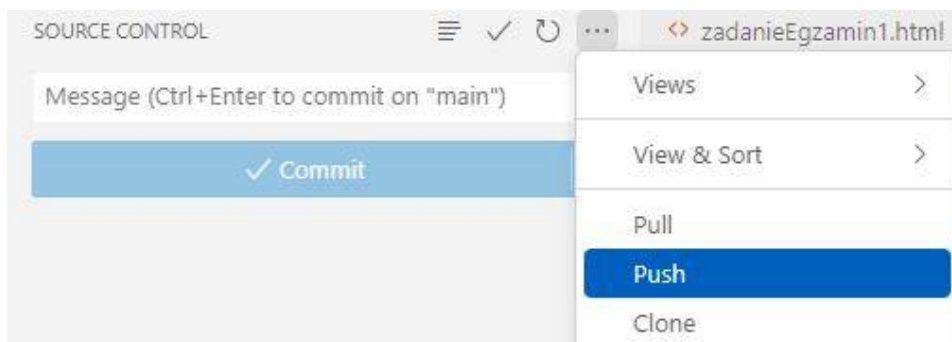 SOURCE CONTROL
zadanieEgzamin1.html
Message (Ctrl+Enter to commit on "main")
Commit
Views
View & Sort
Pull
Push
Clone